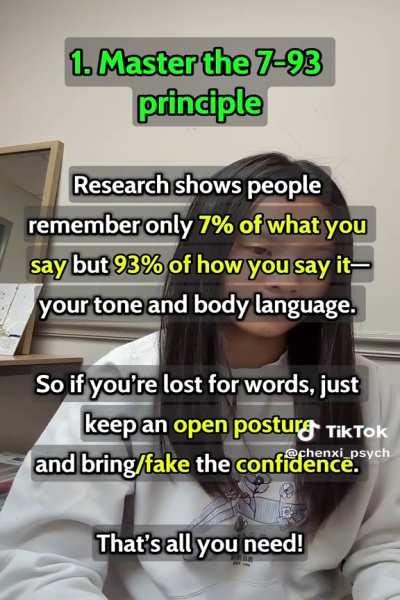 1. Master the 7-93
principle
Research shows people
remember only 7% of what you
say but 93% of how you say it—
your tone and body language.
So if you’re lost for words, just
keep an open posture
and bring/fake the confidence.
That’s all you need!
TikTok
@chenxi_psych